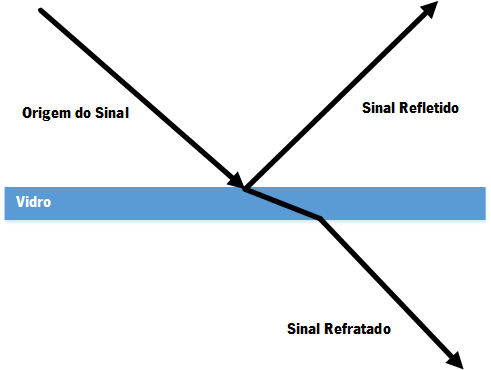 Origem do Sinal
Sinal Refletido
Vidro
Sinal Refratado